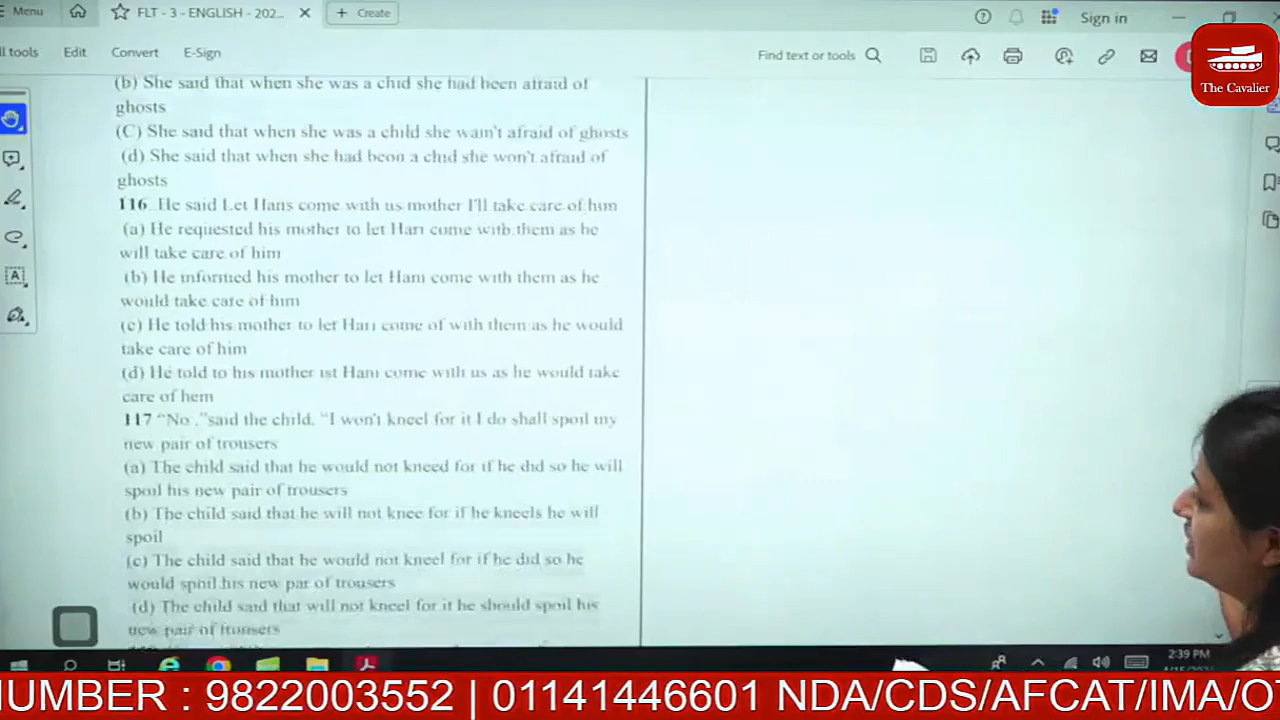 Menu
FLT - 3 - ENGLISH - 202...
Create
Sign in
ll tools
Edit
Convert
E-Sign
Find text or tools
The Cavalier
(b) She said that when she was a chid she had been afraid of
ghosts
(C) She said that when she was a child she wain't afraid of ghosts
(d) She said that when she had beon a chid she won't afraid of
ghosts
116. He said Let Hans come with us mother I'll take care of him
(a) He requested his mother to let Hari come with them as he
will take care of him
(b) He informed his mother to let Hani come with them as he
would take care of him
(c) He told his mother to let Hari come of with them as he would
take care of him
(d) He told to his mother ist Hani come with us as he would take
care of hem
117 "No ,"said the child. "I won't kneel for it I do shall spoil my
new pair of trousers
(a) The child said that he would not kneed for if he did so he will
spoil his new pair of trousers
(b) The child said that he will not knee for if he kneels he will
spoil
(c) The child said that he would not kneel for if he did so he
would spoil his new par of trousers
(d) The child said that will not kneel for it he should spoil his
new pair of trousers
2:39 PM
NUMBER : 9822003552 | 01141446601 NDA/CDS/AFCAT/IMA/OT